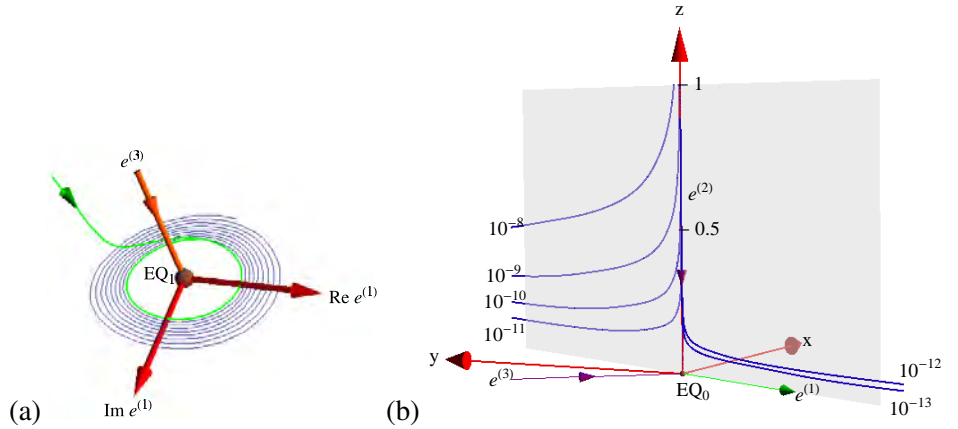 (a)
e^(3)
EQ_1
Re e^(1)
Im e^(1)
(b)
z
1
e^(2)
0.5
10^-8
10^-9
10^-10
10^-11
y
x
e^(3)
EQ_0
e^(1)
10^-12
10^-13